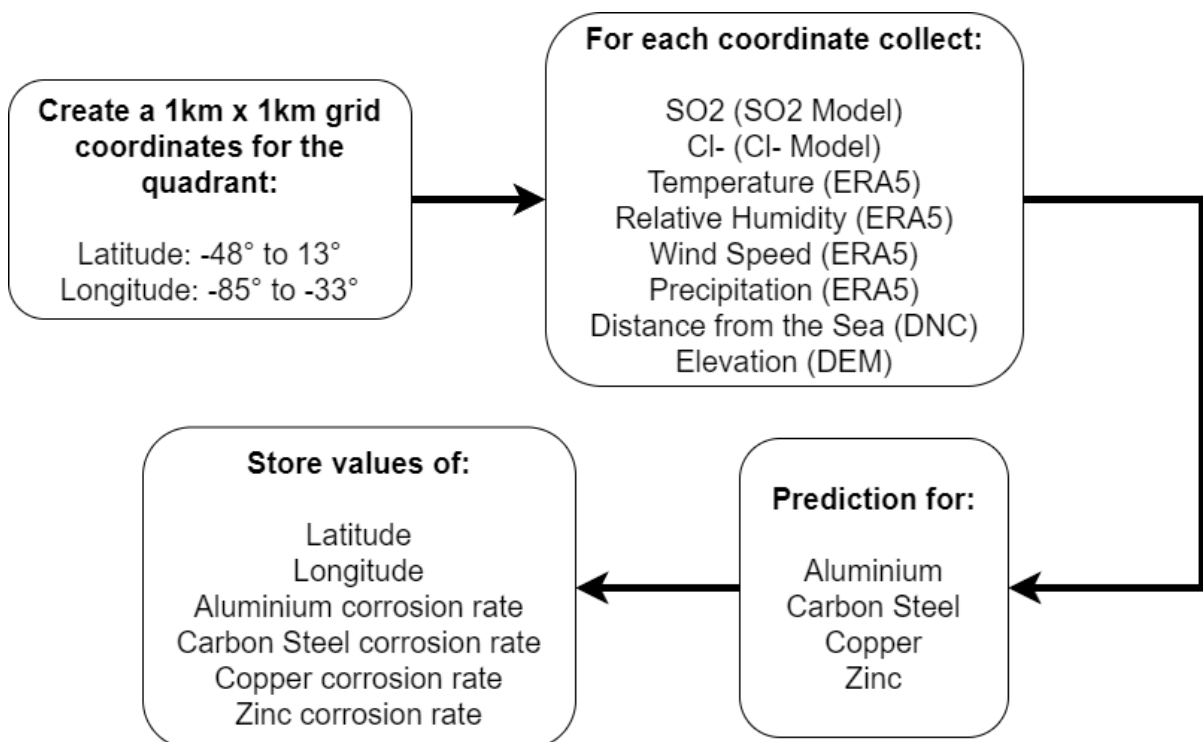 Create a 1km x 1km grid
coordinates for the
quadrant:
Latitude: -48° to 13°
Longitude: -85° to -33°
For each coordinate collect:
SO2 (SO2 Model)
Cl- (Cl- Model)
Temperature (ERA5)
Relative Humidity (ERA5)
Wind Speed (ERA5)
Precipitation (ERA5)
Distance from the Sea (DNC)
Elevation (DEM)
Prediction for:
Aluminium
Carbon Steel
Copper
Zinc
Store values of:
Latitude
Longitude
Aluminium corrosion rate
Carbon Steel corrosion rate
Copper corrosion rate
Zinc corrosion rate